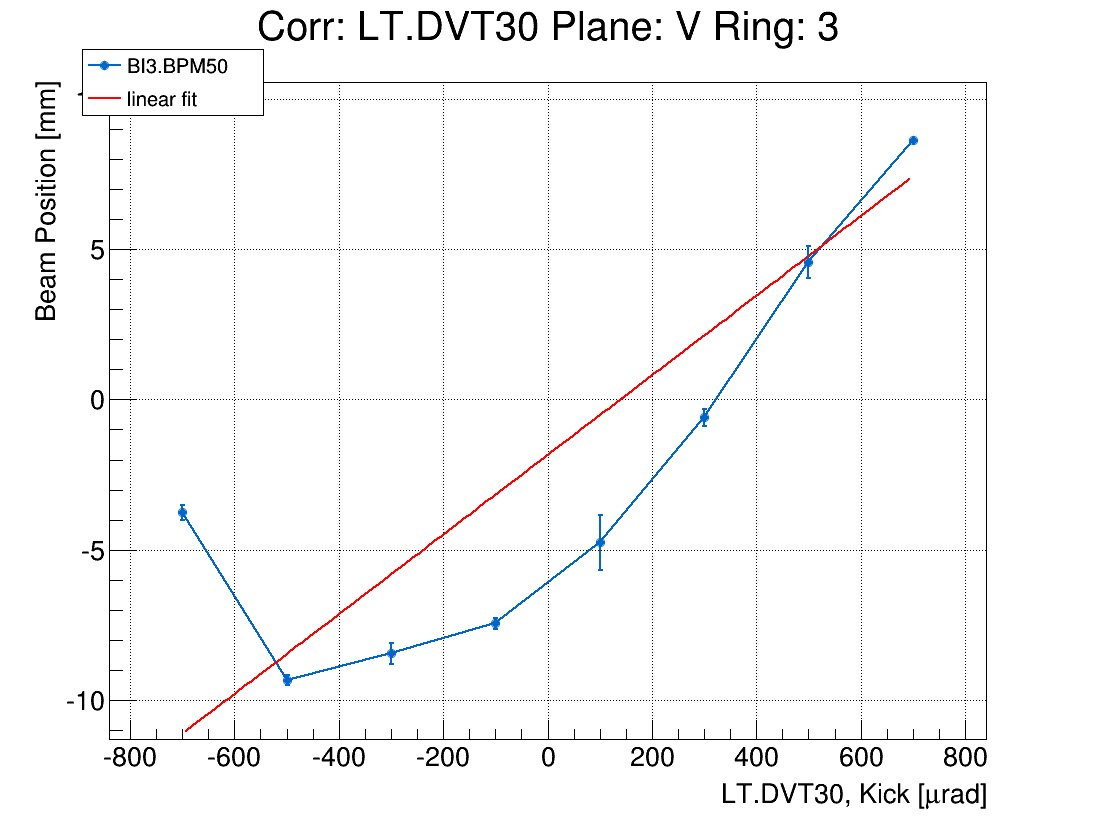 Corr: LT.DVT30 Plane: V Ring: 3
BI3.BPM50
linear fit
Beam Position [mm]
5
0
-5
-10
-800 -600 -400 -200 0 200 400 600 800
LT.DVT30, Kick [μrad]